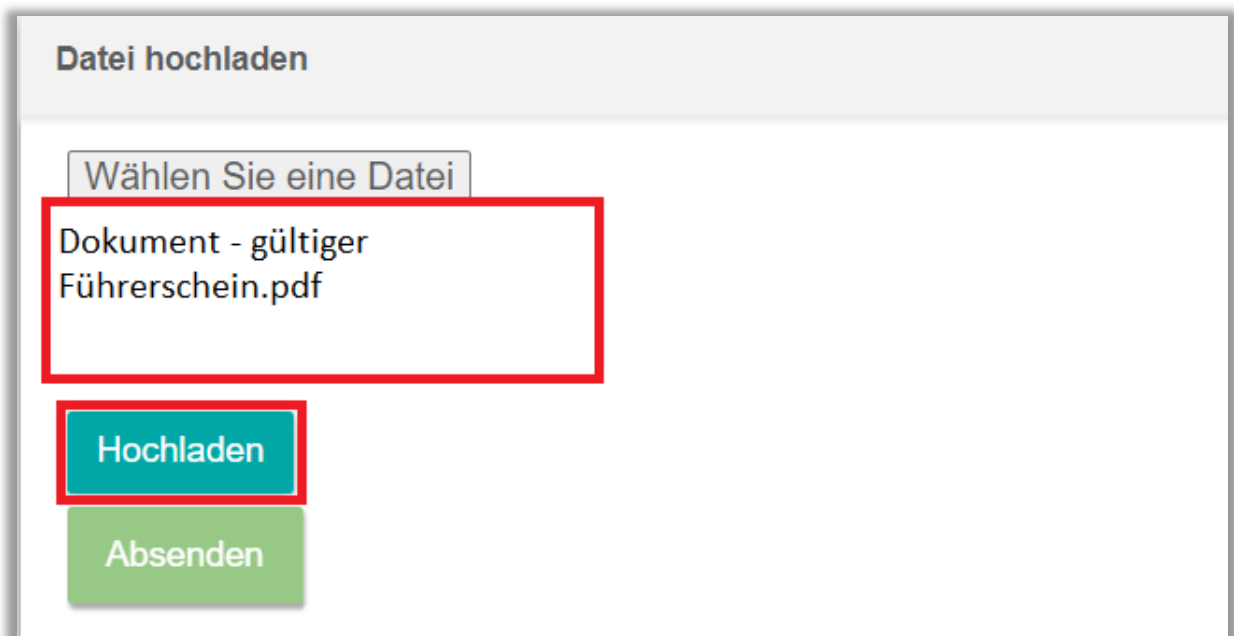 Datei hochladen
Wählen Sie eine Datei
Dokument - gültiger
Führerschein.pdf
Hochladen
Absenden